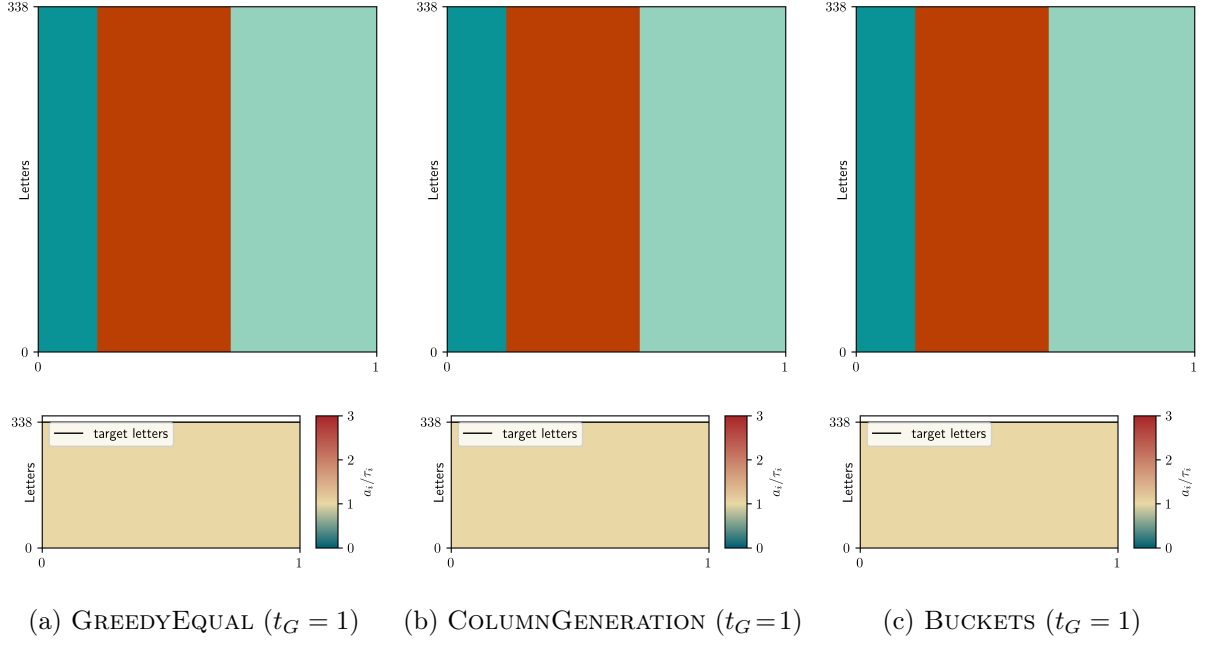 338
Letters
0
0
1
338
Letters
0
0
1
338
Letters
0
0
1
338
target letters
Letters
0
0
1
3
2
1
0
a_i/τ_i
338
target letters
Letters
0
0
1
3
2
1
0
a_i/τ_i
338
target letters
Letters
0
0
1
3
2
1
0
a_i/τ_i
(a) GREEDYEQUAL (t_G = 1)
(b) COLUMNGENERATION (t_G = 1)
(c) BUCKETS (t_G = 1)